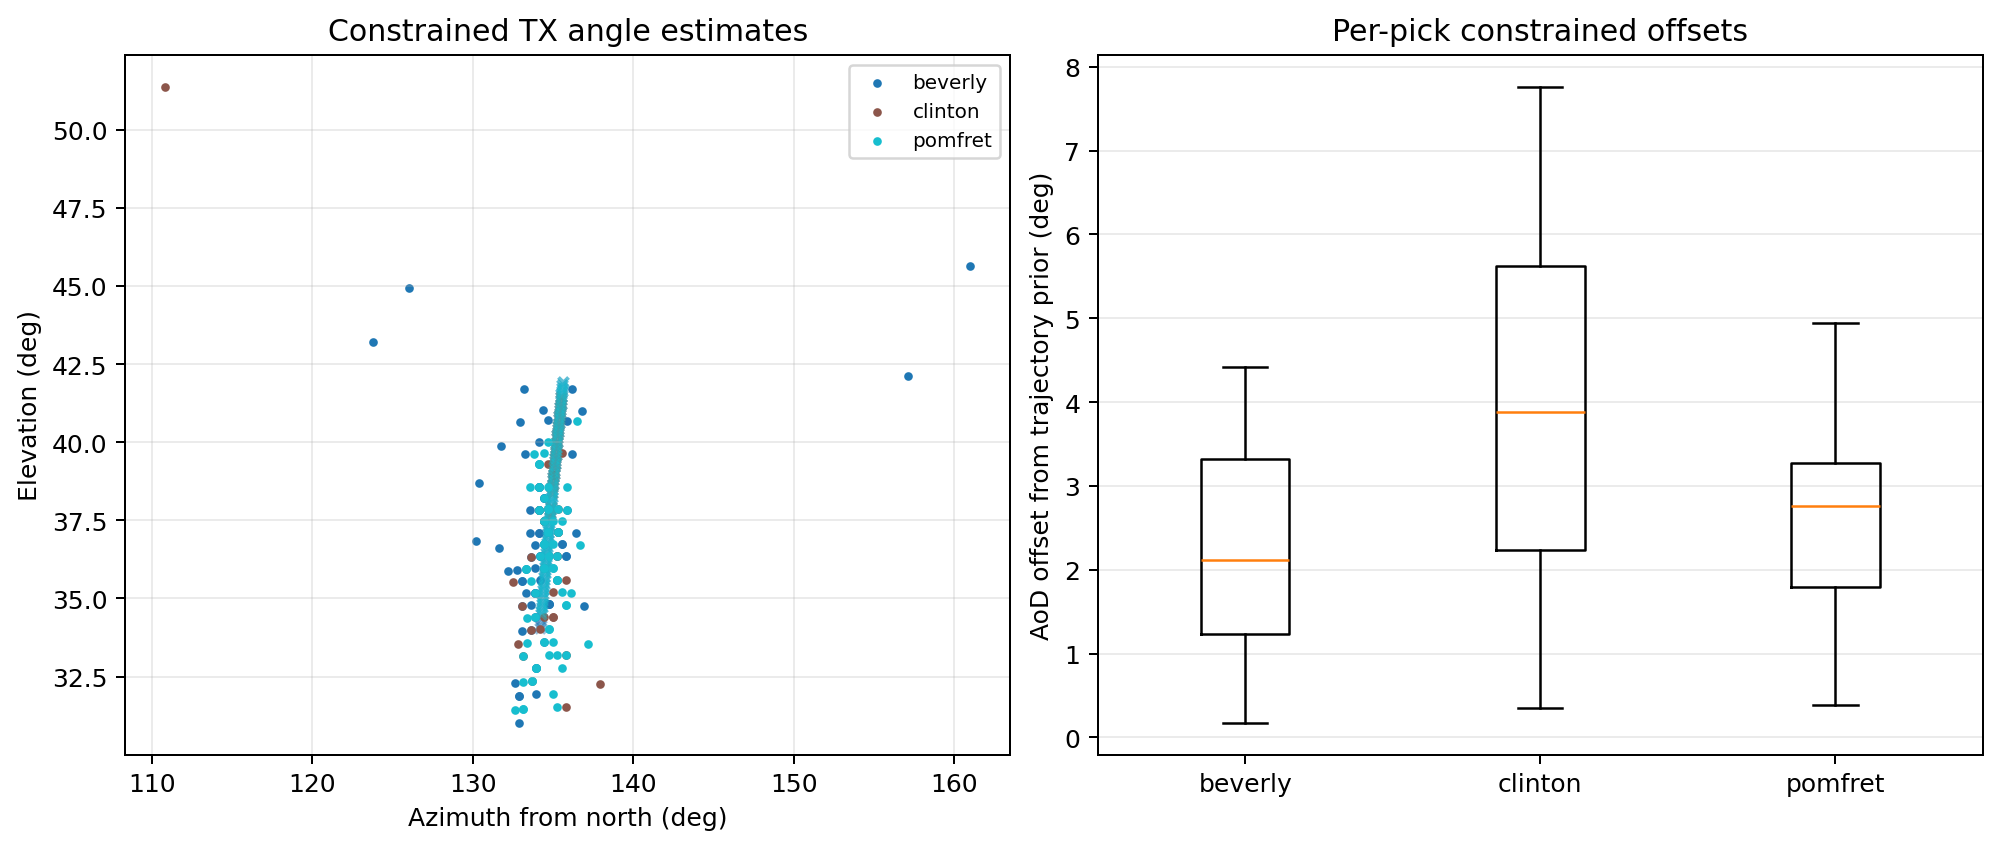 Constrained TX angle estimates
Elevation (deg)
50.0
47.5
45.0
42.5
40.0
37.5
35.0
32.5
beverly
clinton
pomfret
110
120
130
140
150
160
Azimuth from north (deg)
Per-pick constrained offsets
AoD offset from trajectory prior (deg)
8
7
6
5
4
3
2
1
0
beverly
clinton
pomfret